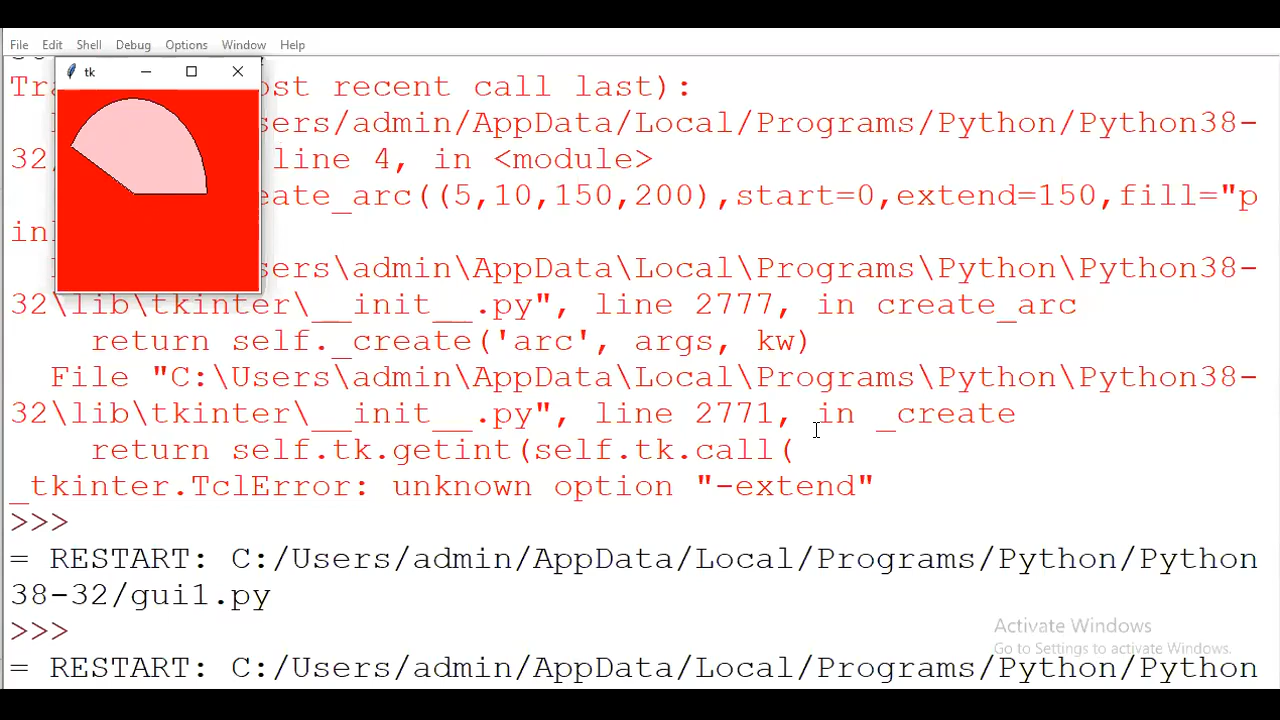 File Edit Shell Debug Options Window Help
tk
Tra ost recent call last):
sers/admin/AppData/Local/Programs/Python/Python38-
32 line 4, in <module>
eate_arc((5,10,150,200),start=0,extend=150,fill="p
in
sers\admin\AppData\Local\Programs\Python\Python38-
32\lib\tkinter\__init__.py", line 2777, in create_arc
return self._create('arc', args, kw)
File "C:\Users\admin\AppData\Local\Programs\Python\Python38-
32\lib\tkinter\__init__.py", line 2771, in _create
return self.tk.getint(self.tk.call(
_tkinter.TclError: unknown option "-extend"
>>>
= RESTART: C:/Users/admin/AppData/Local/Programs/Python/Python
38-32/gui1.py
>>>
Activate Windows
Go to Settings to activate Windows.
= RESTART: C:/Users/admin/AppData/Local/Programs/Python/Python